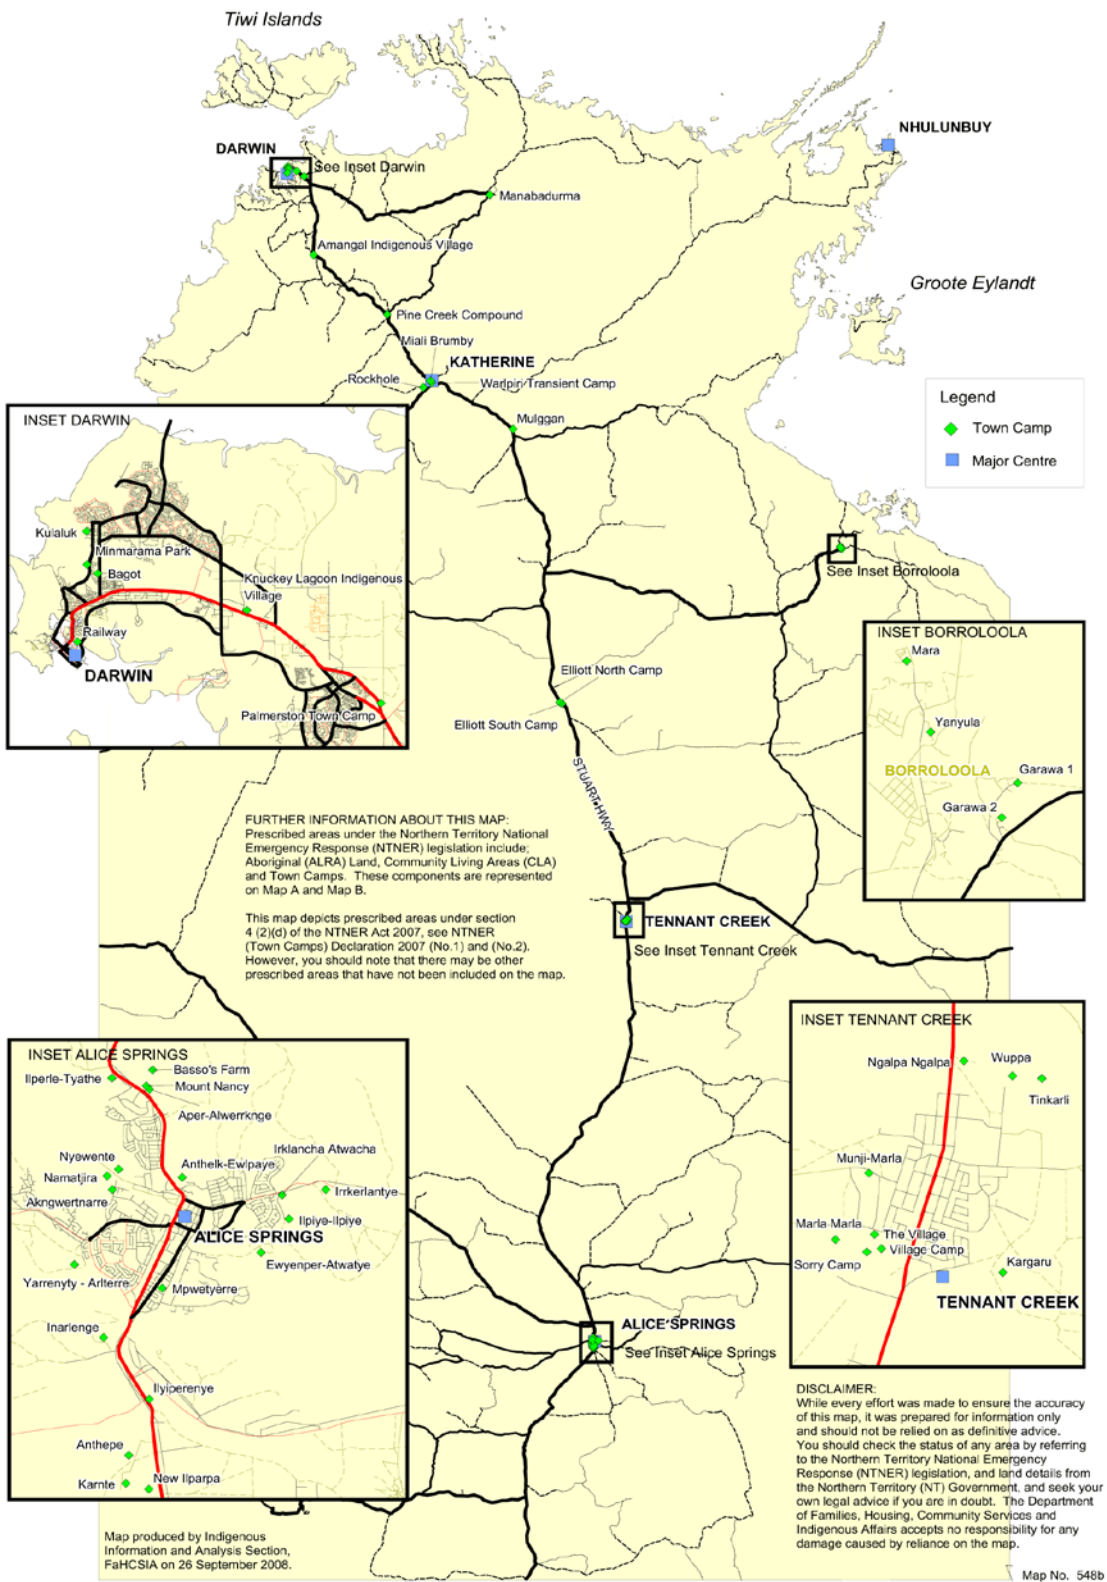 Tiwi Islands
NHULUNBUY
DARWIN
See Inset Darwin
Manabadurma
Amangal Indigenous Village
Groote Eylandt
Pine Creek Compound
Miali Brumby
KATHERINE
Rockhole
Warlpiri Transient Camp
Mulggan
Legend
Town Camp
Major Centre
INSET DARWIN
Kulaluk
Minmarama Park
Bagot
Knuckey Lagoon Indigenous
Village
Railway
DARWIN
Palmerston Town Camp
See Inset Borroloola
INSET BORROLOOLA
Mara
Yanyula
BORROLOOLA
Garawa 1
Garawa 2
Elliot North Camp
Elliott South Camp
STUART HWY
FURTHER INFORMATION ABOUT THIS MAP:
Prescribed areas under the Northern Territory National
Emergency Response (NTNER) legislation include;
Aboriginal (ALRA) Land, Community Living Areas (CLA)
and Town Camps. These components are represented
on Map A and Map B.
This map depicts prescribed areas under section
4 (2)(d) of the NTNER Act 2007, see NTNER
(Town Camps) Declaration 2007 (No.1) and (No.2).
However, you should note that there may be other
prescribed areas that have not been included on the map.
TENNANT CREEK
See Inset Tennant Creek
INSET TENNANT CREEK
Ngalpa Ngalpa
Wuppa
Tinkarli
Munji-Marla
Marla-Marla
The Village
Village Camp
Sorry Camp
Kargaru
TENNANT CREEK
INSET ALICE SPRINGS
Basso's Farm
Ilperle-Tyathe
Mount Nancy
Aper-Alwerrknge
Irklancha Atwacha
Nyewente
Anthelk-Ewlpaye
Namatjira
Irrkerlantye
Akngwertnarre
Ilpiye-Ilpiye
ALICE SPRINGS
Ewyenper-Atwatye
Yarrenyty - Arlterre
Mpwetyerre
Inarlenge
Ilyiperenye
Anthepe
Karnte
New Ilparpa
ALICE SPRINGS
See Inset Alice Springs
DISCLAIMER:
While every effort was made to ensure the accuracy
of this map, it was prepared for information only
and should not be relied on as definitive advice.
You should check the status of any area by referring
to the Northern Territory National Emergency
Response (NTNER) legislation, and land details from
the Northern Territory (NT) Government, and seek your
own legal advice if you are in doubt. The Department
of Families, Housing, Community Services and
Indigenous Affairs accepts no responsibility for any
damage caused by reliance on the map.
Map produced by Indigenous
Information and Analysis Section,
FaHCSIA on 26 September 2008.
Map No. 548b